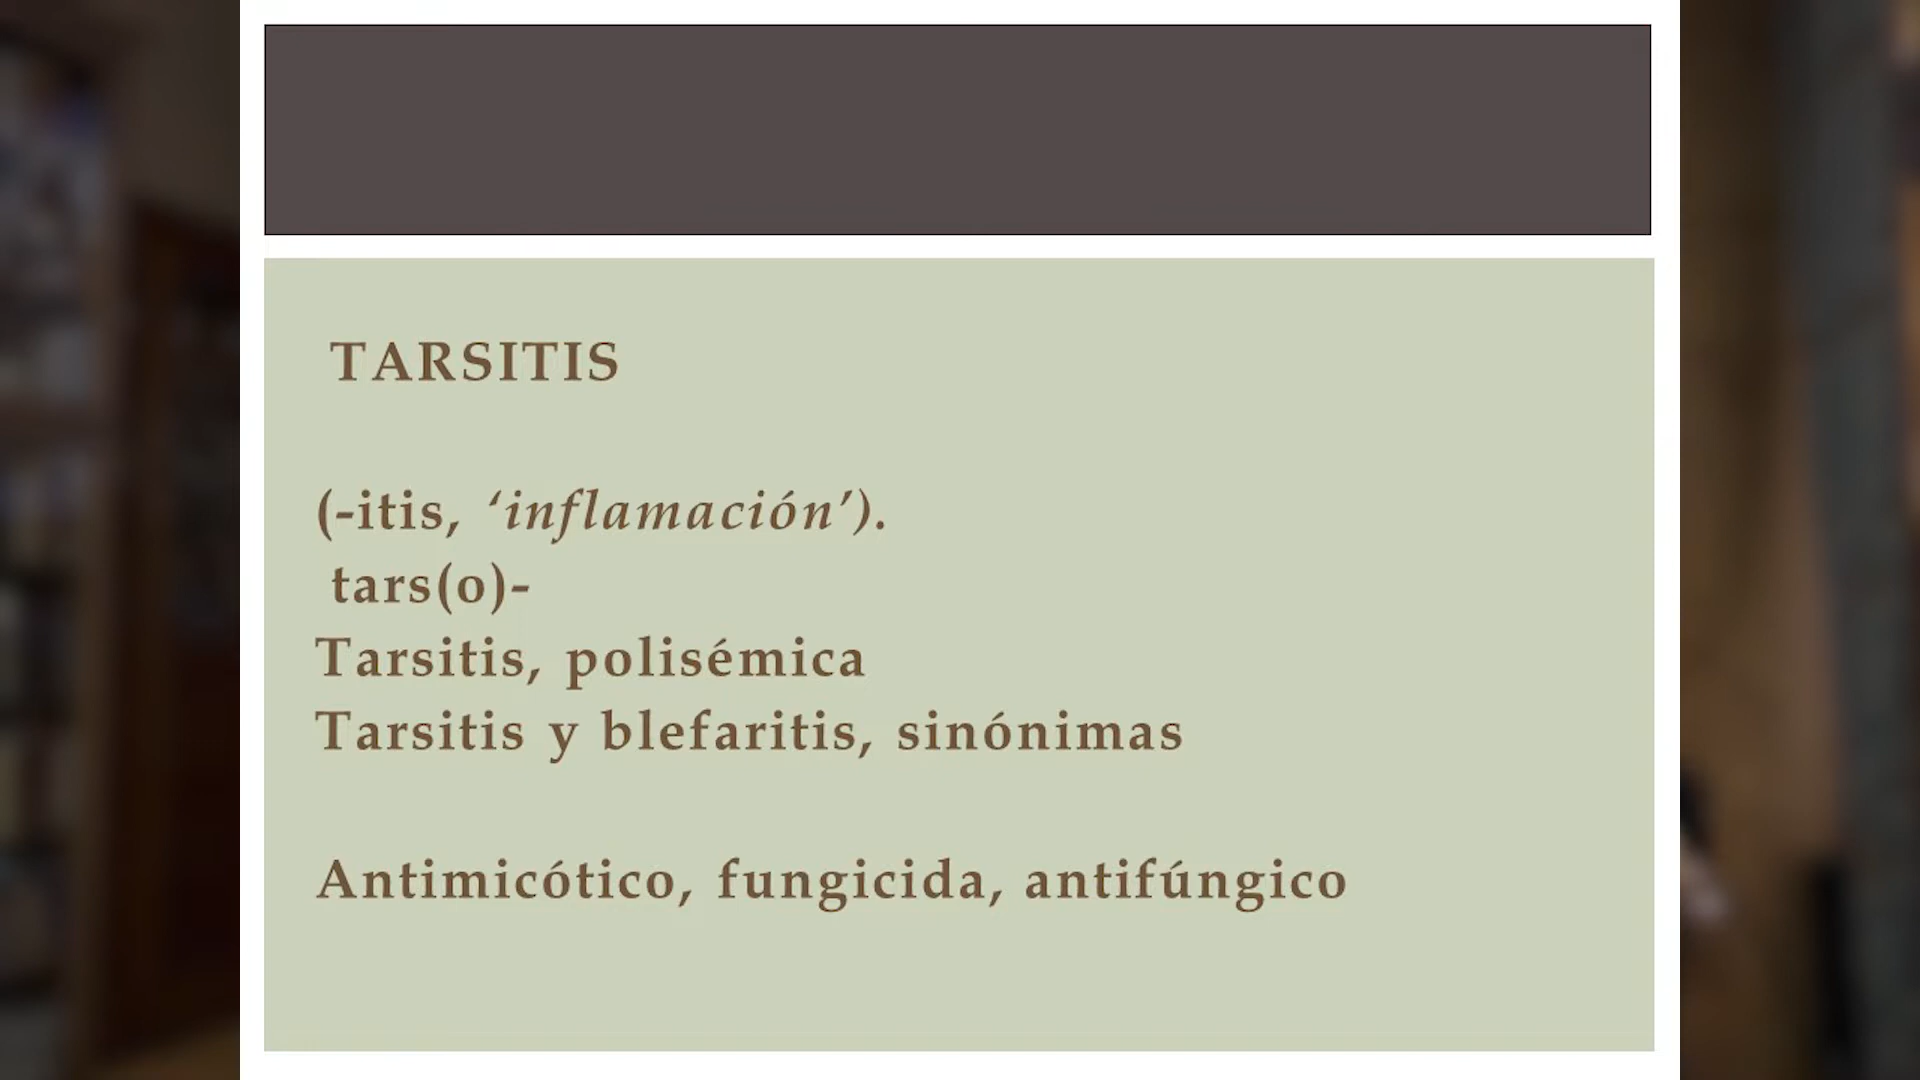 TARSITIS
(-itis, ‘inflamación’).
tars(o)-
Tarsitis, polisémica
Tarsitis y blefaritis, sinónimas
Antimicótico, fungicida, antifúngico